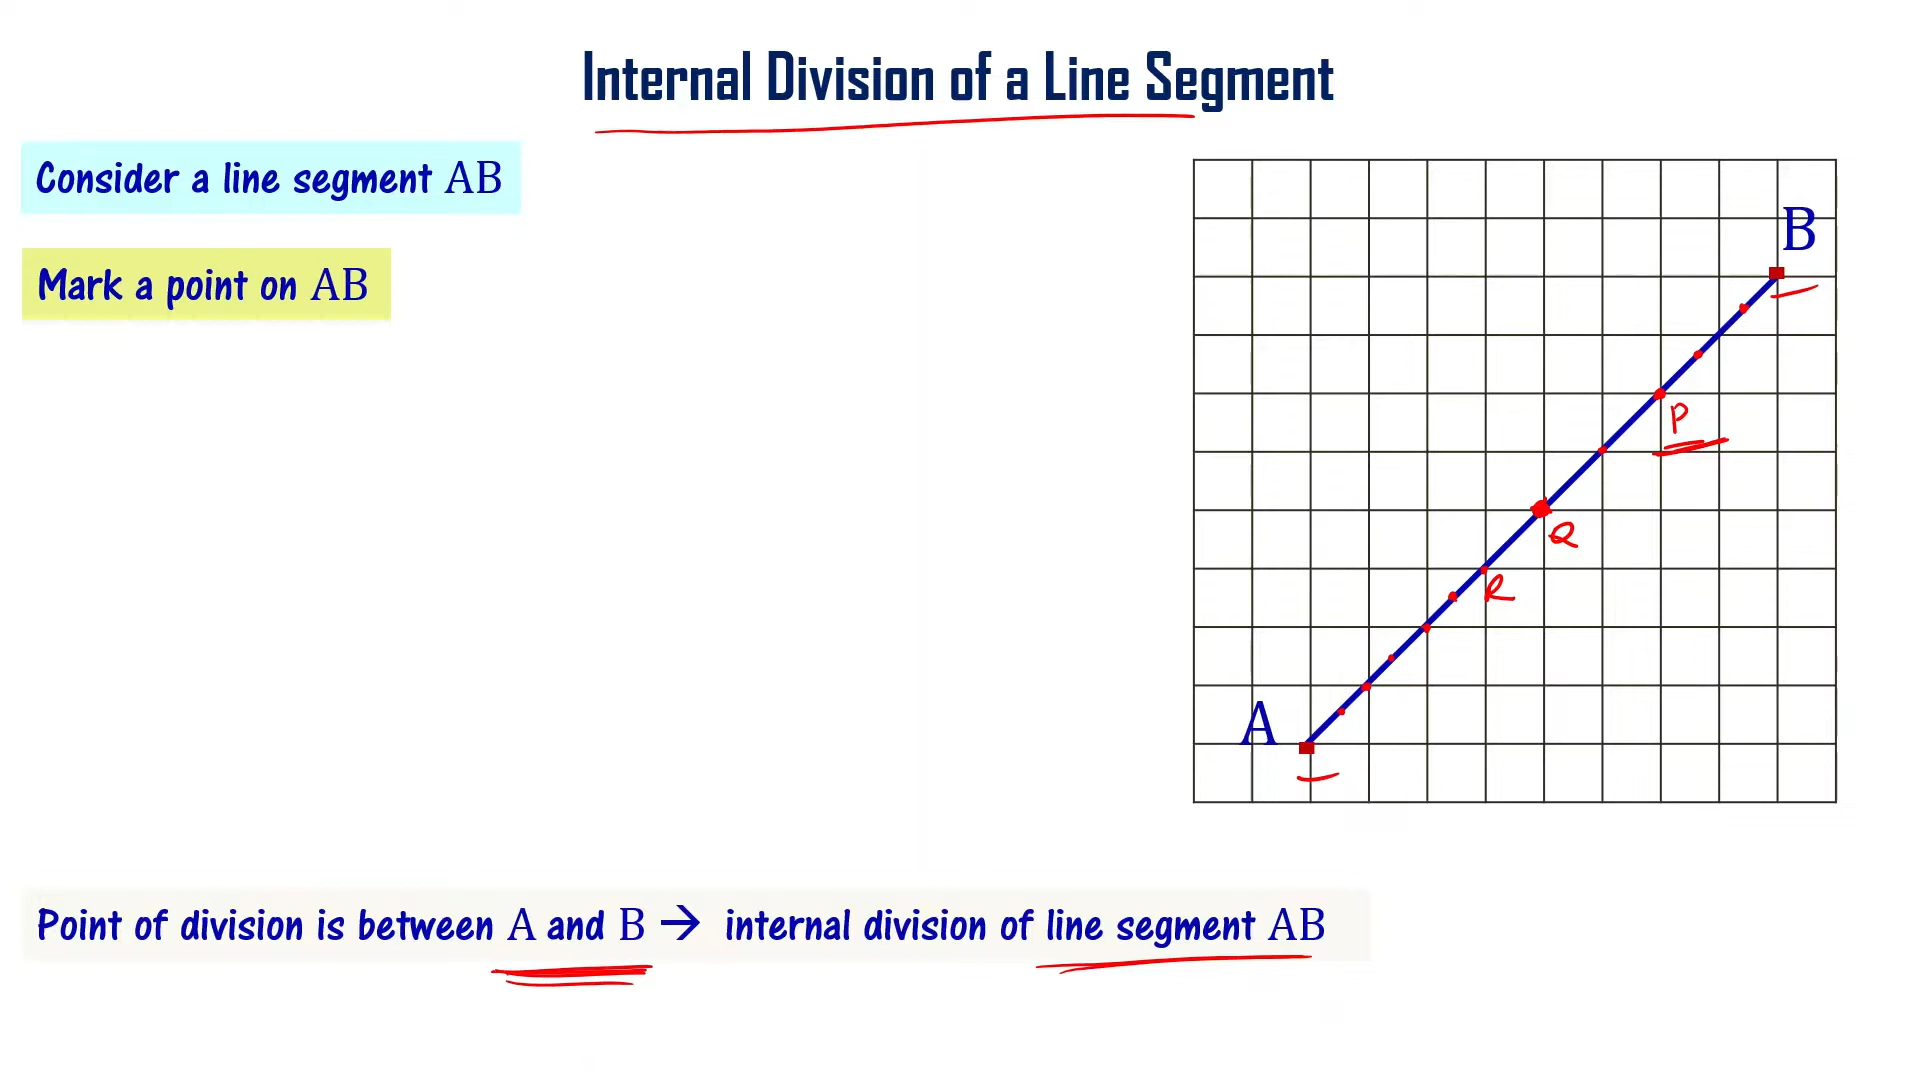 Internal Division of a Line Segment
Consider a line segment AB
Mark a point on AB
B
P
Q
R
A
Point of division is between A and B → internal division of line segment AB